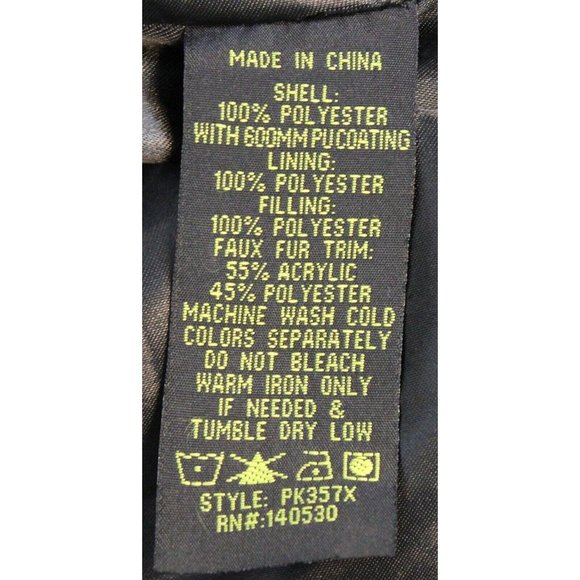 MADE IN CHINA
SHELL:
100% POLYESTER
WITH 600MM PU COATING
LINING:
100% POLYESTER
FILLING:
100% POLYESTER
FAUX FUR TRIM:
55% ACRYLIC
45% POLYESTER
MACHINE WASH COLD
COLORS SEPARATELY
DO NOT BLEACH
WARM IRON ONLY
IF NEEDED &
TUMBLE DRY LOW
STYLE: PK357X
RN#:140530